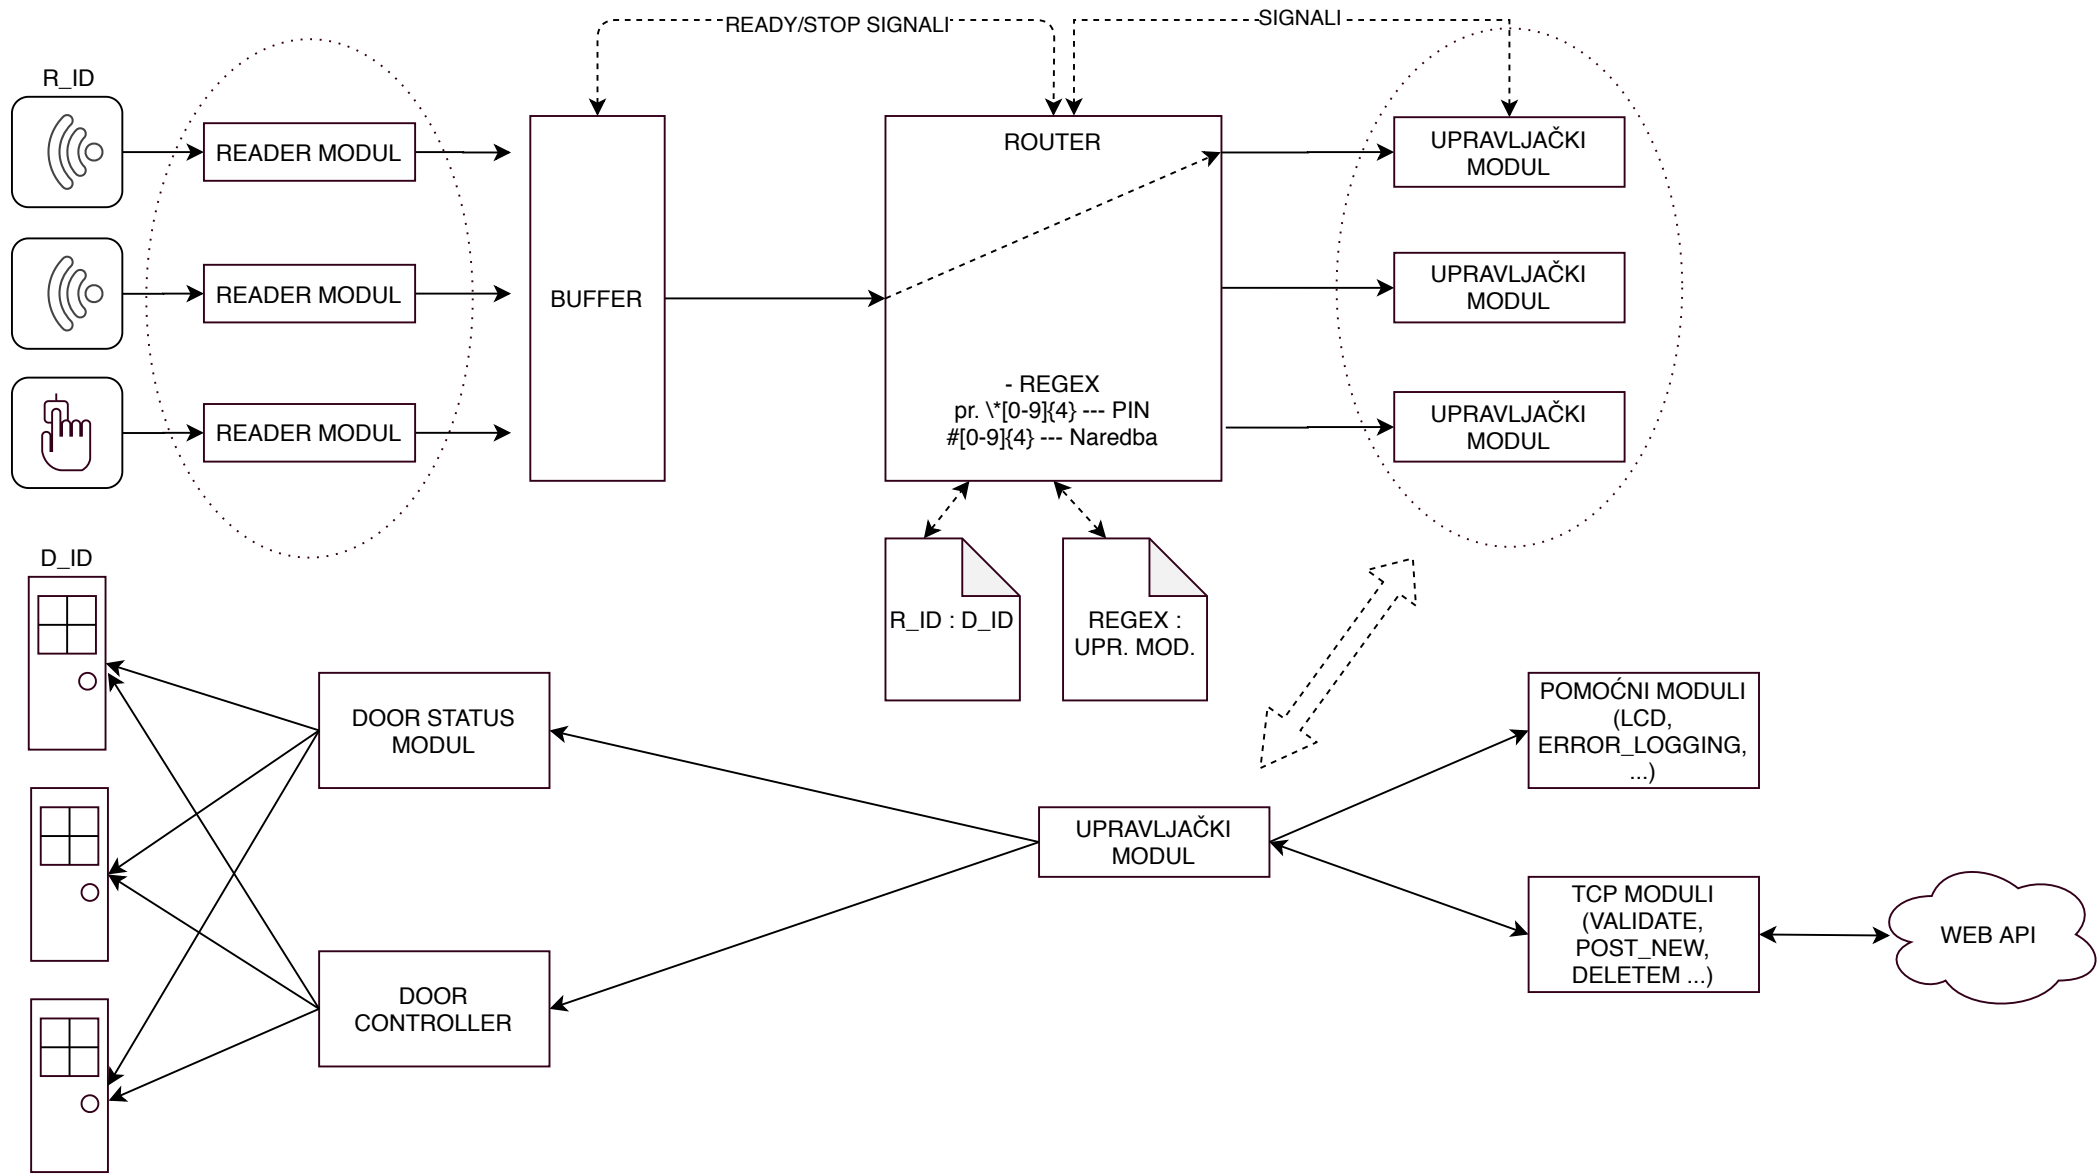 READY/STOP SIGNALI
SIGNALI
R_ID
READER MODUL
READER MODUL
READER MODUL
BUFFER
ROUTER
- REGEX
pr. \*[0-9]{4} --- PIN
#[0-9]{4} --- Naredba
UPRAVLJAČKI
MODUL
UPRAVLJAČKI
MODUL
UPRAVLJAČKI
MODUL
R_ID : D_ID
REGEX :
UPR. MOD.
D_ID
DOOR STATUS
MODUL
DOOR
CONTROLLER
UPRAVLJAČKI
MODUL
POMOĆNI MODULI
(LCD,
ERROR_LOGGING,
...)
TCP MODULI
(VALIDATE,
POST_NEW,
DELETEM ...)
WEB API